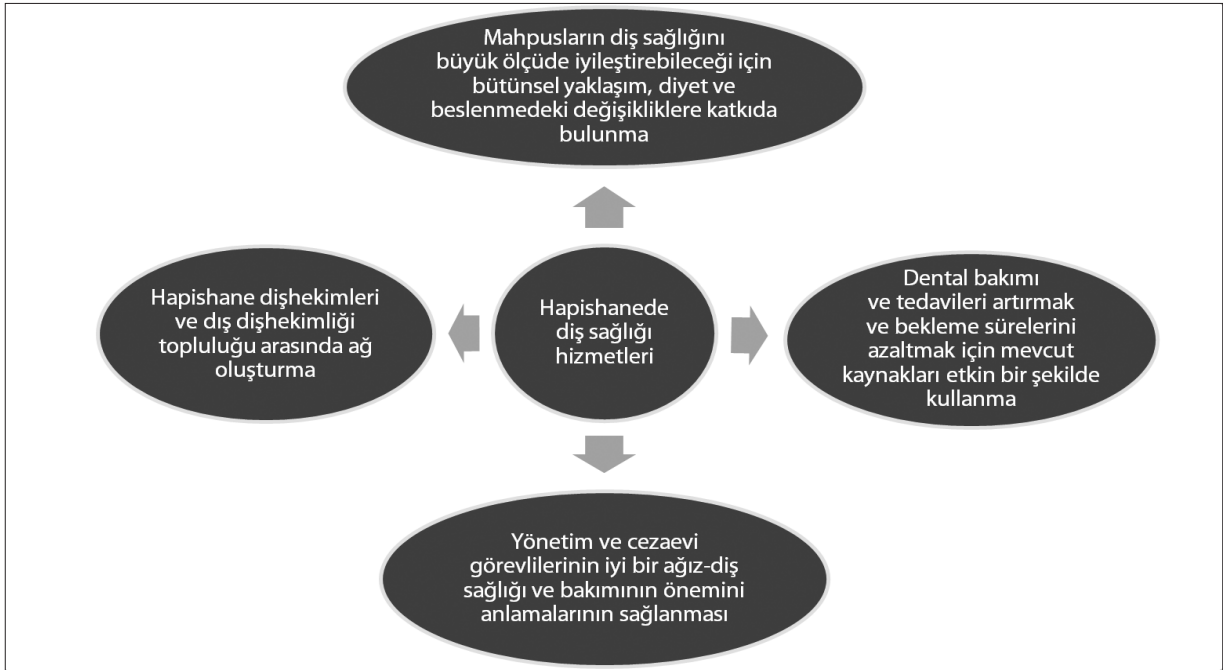 Mahpusların diş sağlığını
büyük ölçüde iyileştirebileceği için
bütünsel yaklaşım, diyet ve
beslenmedeki değişikliklere katkıda
bulunma
Hapishane dişhekimleri
ve dış dişhekimliği
topluluğu arasında ağ
oluşturma
Hapishanede
diş sağlığı
hizmetleri
Dental bakımı
ve tedavileri artırmak
ve bekleme sürelerini
azaltmak için mevcut
kaynakları etkin bir şekilde
kullanma
Yönetim ve cezaevi
görevlilerinin iyi bir ağız-diş
sağlığı ve bakımının önemini
anlamalarının sağlanması